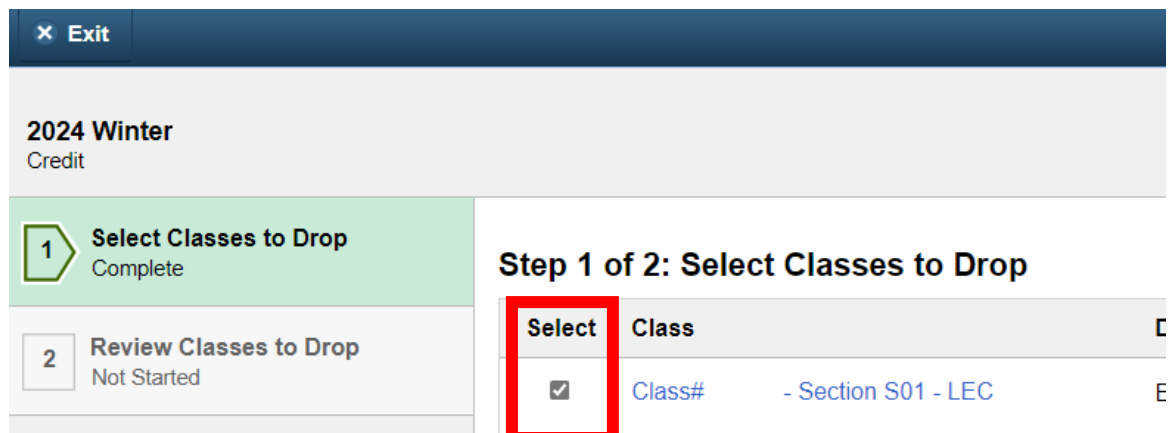 Exit
2024 Winter
Credit
1
Select Classes to Drop
Complete
2
Review Classes to Drop
Not Started
Step 1 of 2: Select Classes to Drop
Select Class
Class# - Section S01 - LEC